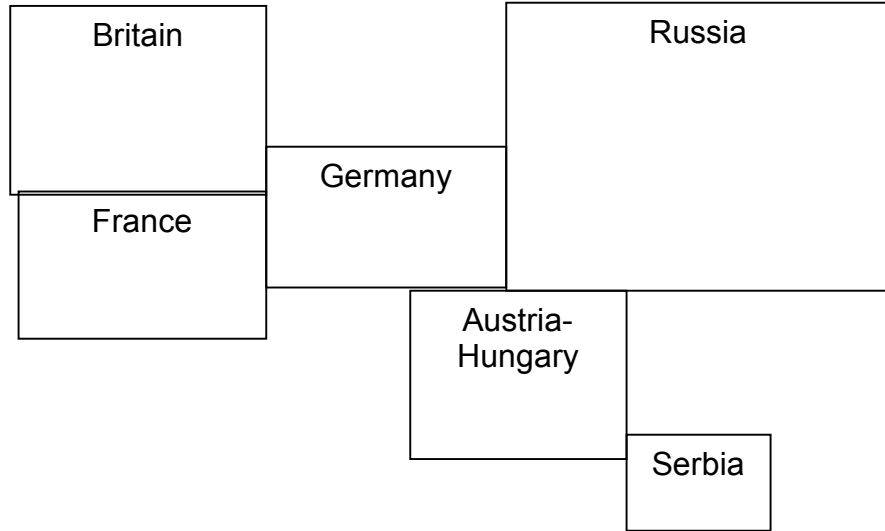 Britain
Russia
Germany
France
Austria-
Hungary
Serbia